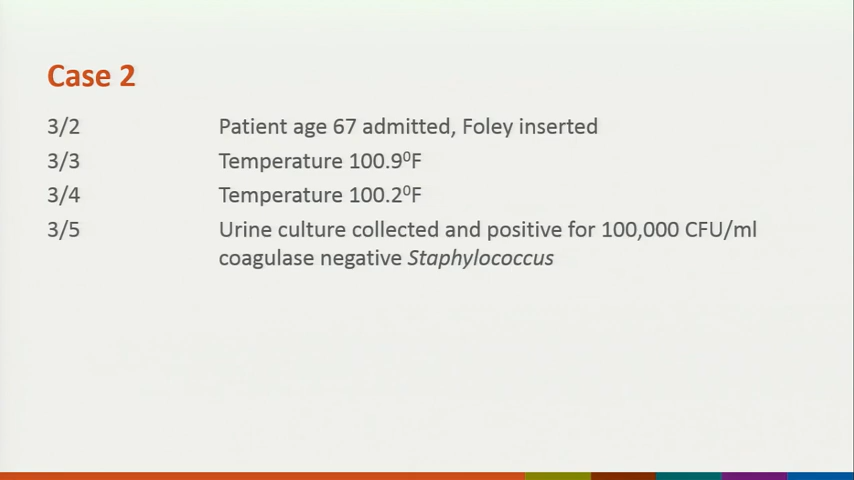 Case 2
3/2 Patient age 67 admitted, Foley inserted
3/3 Temperature 100.9⁰F
3/4 Temperature 100.2⁰F
3/5 Urine culture collected and positive for 100,000 CFU/ml
coagulase negative Staphylococcus